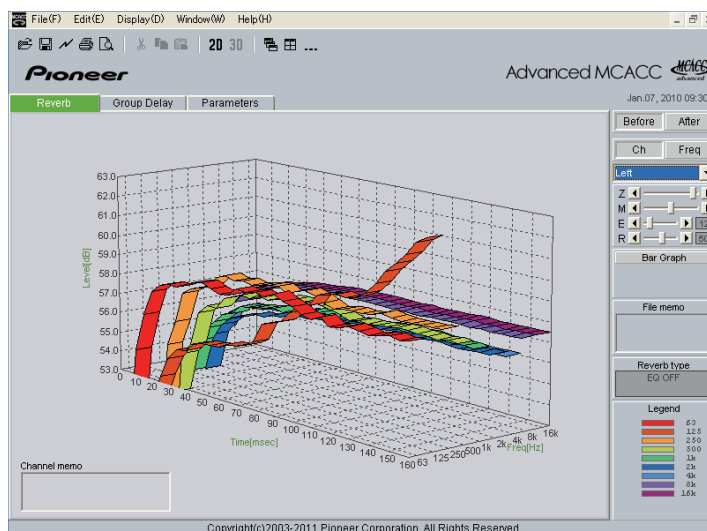 File(F) Edit(E) Display(D) Window(W) Help(H)
2D 3D ...
Pioneer
Advanced MCACC MCACC advanced
Reverb Group Delay Parameters
Jan.07, 2010 09:30
Before After
Ch Freq
Left
Z
M
E
R
Bar Graph
File memo
Reverb type
EQ OFF
Legend
63
125
250
500
1k
2k
4k
8k
16k
Level[dB]
63.0
62.0
61.0
60.0
59.0
58.0
57.0
56.0
55.0
54.0
53.0
0 10 20 30 40 50 60 70 80 90 100 110 120 130 140 150 160
Time[msec]
63 125 250 500 1k 2k 4k 8k 16k
Freq[Hz]
Channel memo
Copyright(c)2003-2011 Pioneer Corporation. All Rights Reserved